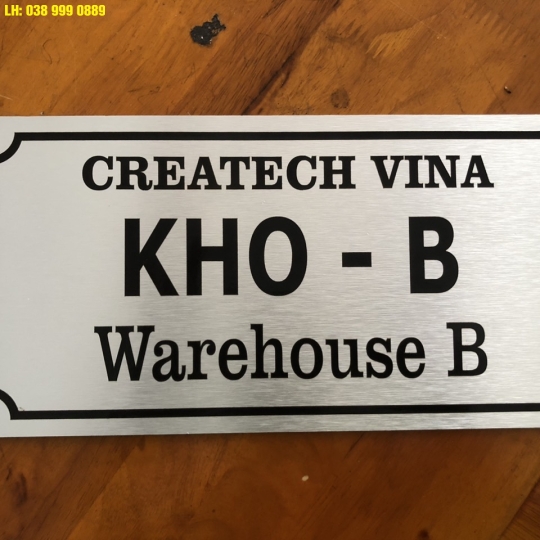 LH: 038 999 0889
CREATECH VINA
KHO - B
Warehouse B